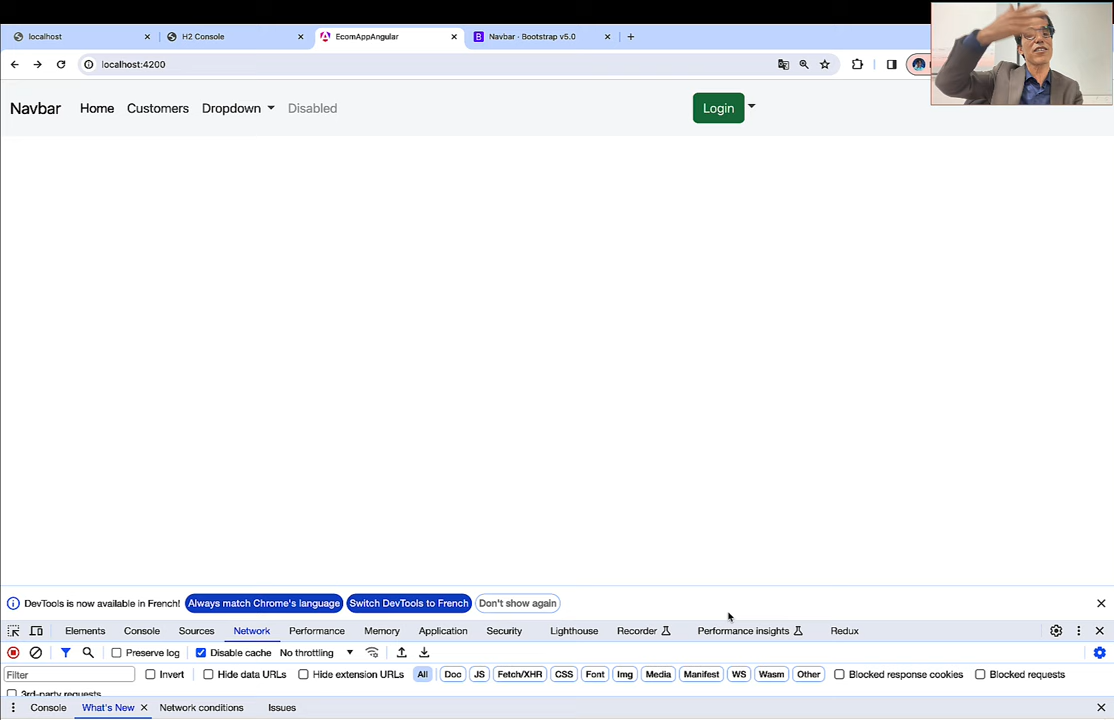 localhost
H2 Console
EcomAppAngular
Navbar · Bootstrap v5.0
localhost:4200
Navbar Home Customers Dropdown Disabled Login
DevTools is now available in French! Always match Chrome's language Switch DevTools to French Don't show again
Elements Console Sources Network Performance Memory Application Security Lighthouse Recorder Performance insights Redux
Preserve log Disable cache No throttling
Filter Invert Hide data URLs Hide extension URLs All Doc JS Fetch/XHR CSS Font Img Media Manifest WS Wasm Other Blocked response cookies Blocked requests
3rd-party requests
Console What's New Network conditions Issues